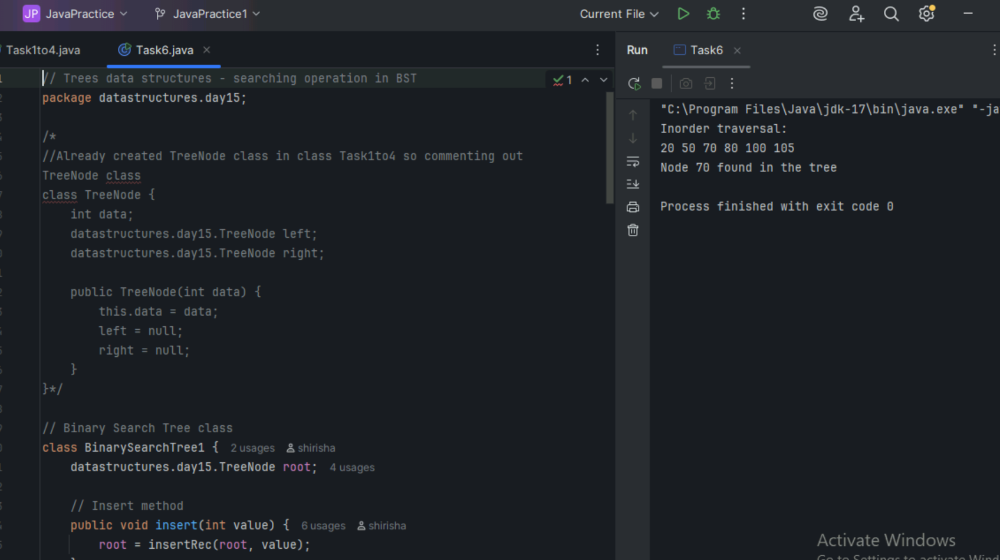 JP JavaPractice JavaPractice1 Current File
Task1to4.java Task6.java Run Task6
// Trees data structures - searching operation in BST 1
package datastructures.day15;
/*
//Already created TreeNode class in class Task1to4 so commenting out
TreeNode class
class TreeNode {
int data;
datastructures.day15.TreeNode left;
datastructures.day15.TreeNode right;
public TreeNode(int data) {
this.data = data;
left = null;
right = null;
}
}*/
// Binary Search Tree class
class BinarySearchTree1 { 2 usages shirisha
datastructures.day15.TreeNode root; 4 usages
// Insert method
public void insert(int value) { 6 usages shirisha
root = insertRec(root, value);
"C:\Program Files\Java\jdk-17\bin\java.exe" "-ja
Inorder traversal:
20 50 70 80 100 105
Node 70 found in the tree
Process finished with exit code 0
Activate Windows
Go to Settings to activate Wind